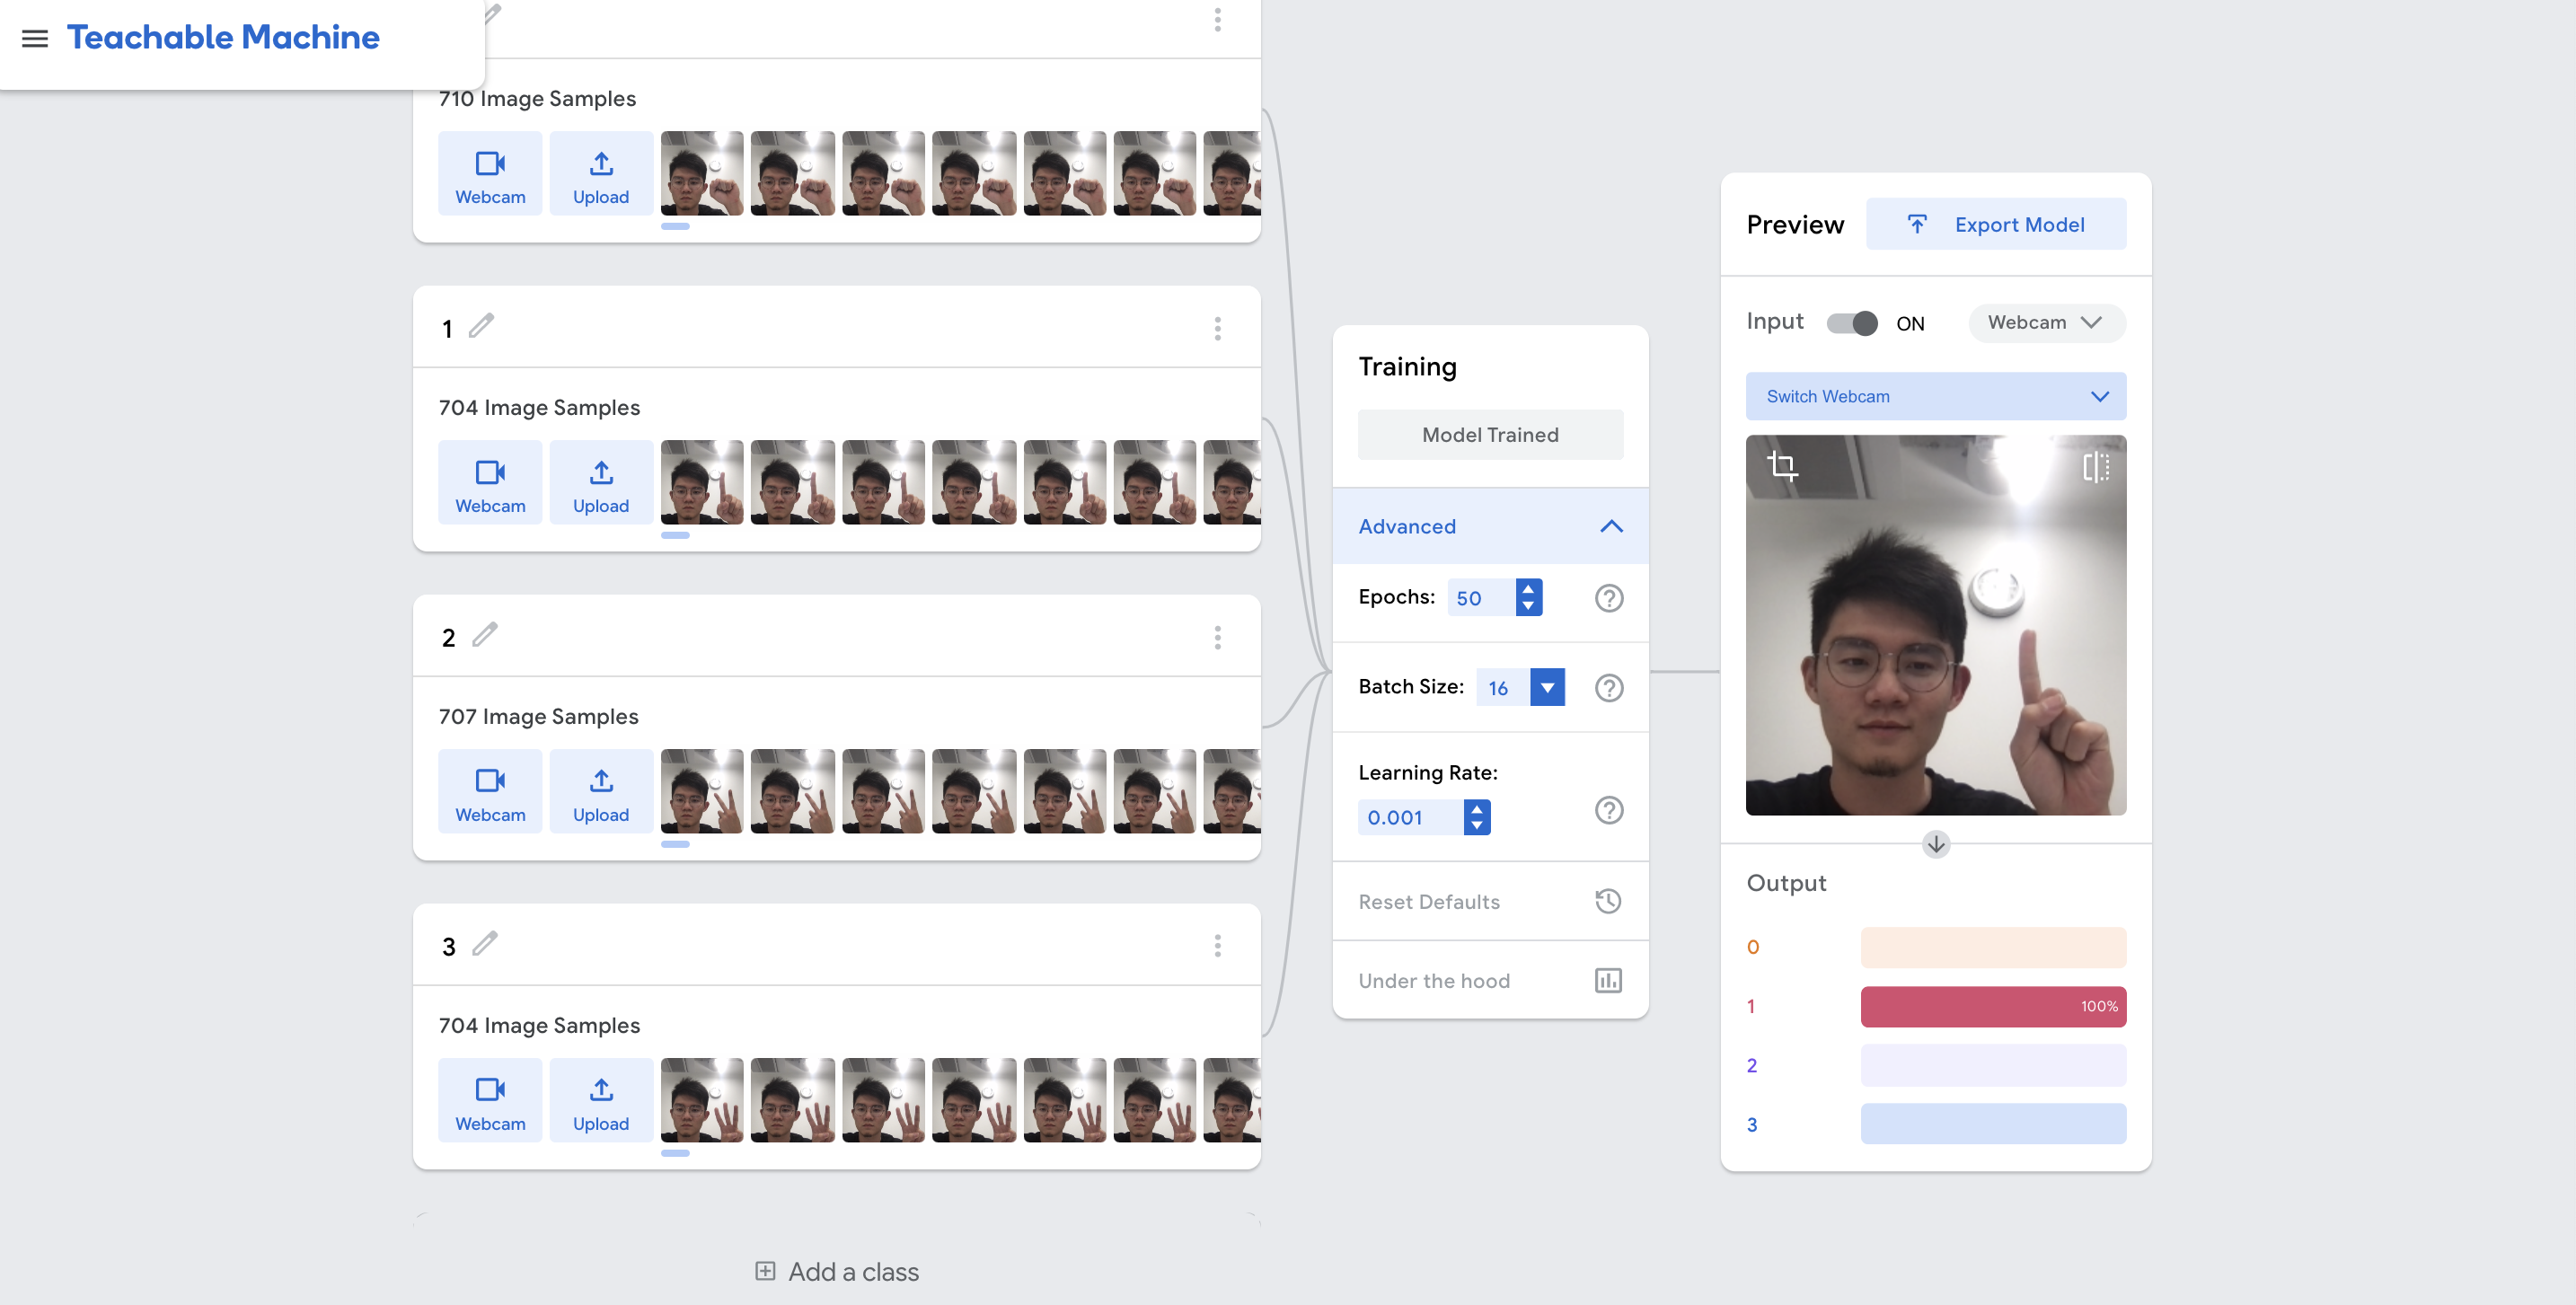 Teachable Machine
710 Image Samples
Webcam
Upload
1
704 Image Samples
Webcam
Upload
2
707 Image Samples
Webcam
Upload
3
704 Image Samples
Webcam
Upload
Add a class
Training
Model Trained
Advanced
Epochs: 50
Batch Size: 16
Learning Rate:
0.001
Reset Defaults
Under the hood
Preview
Export Model
Input ON Webcam
Switch Webcam
Output
0
1 100%
2
3